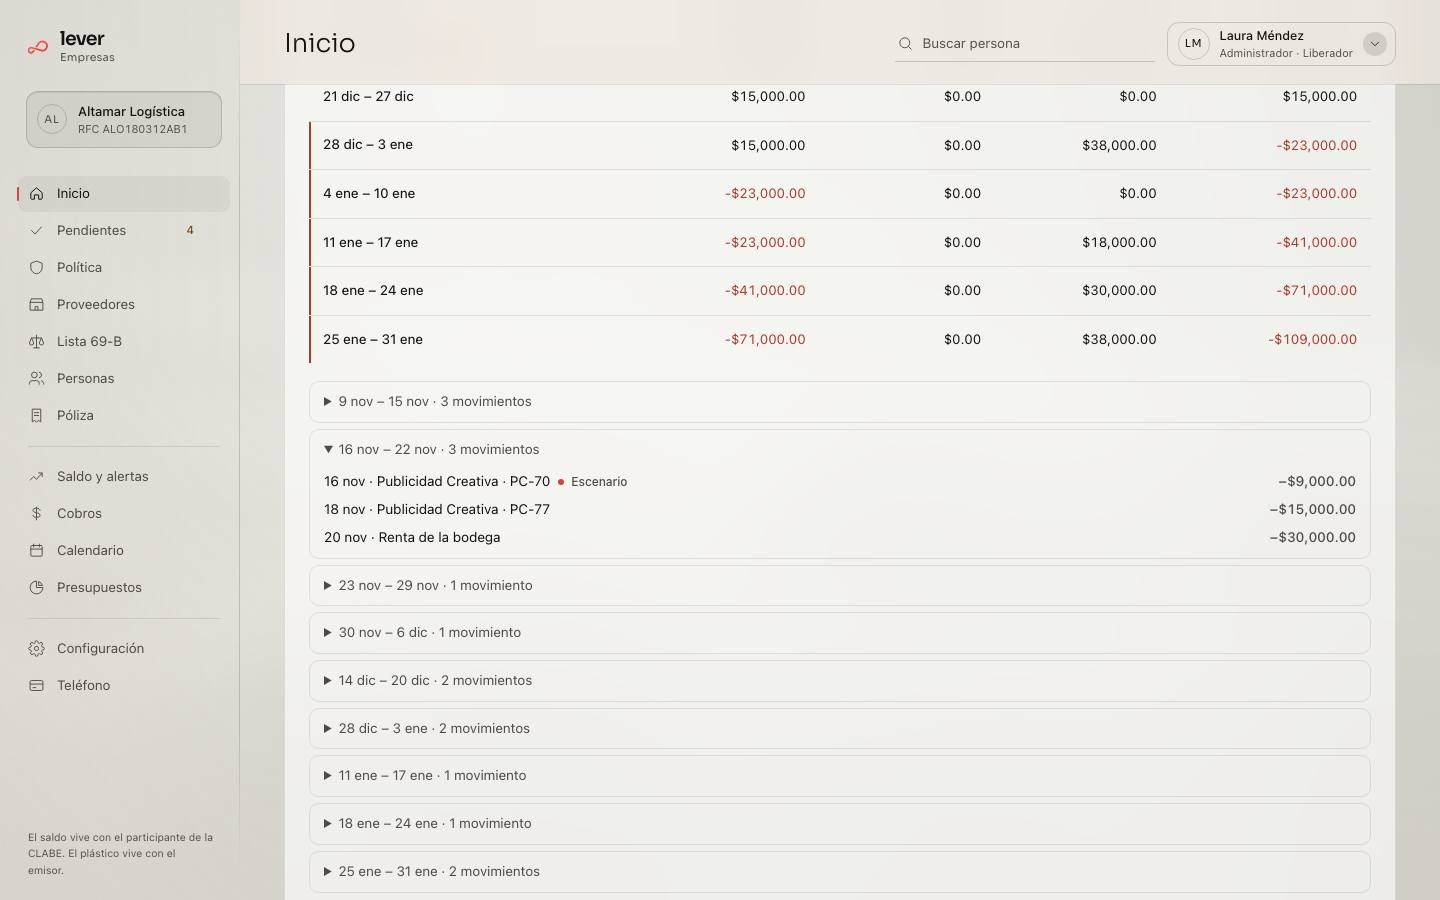 lever
Empresas
AL
Altamar Logística
RFC ALO180312AB1
Inicio
Pendientes 4
Política
Proveedores
Lista 69-B
Personas
Póliza
Saldo y alertas
Cobros
Calendario
Presupuestos
Configuración
Teléfono
El saldo vive con el participante de la
CLABE. El plástico vive con el
emisor.
Inicio
Buscar persona
LM
Laura Méndez
Administrador · Liberador
21 dic – 27 dic $15,000.00 $0.00 $0.00 $15,000.00
28 dic – 3 ene $15,000.00 $0.00 $38,000.00 -$23,000.00
4 ene – 10 ene -$23,000.00 $0.00 $0.00 -$23,000.00
11 ene – 17 ene -$23,000.00 $0.00 $18,000.00 -$41,000.00
18 ene – 24 ene -$41,000.00 $0.00 $30,000.00 -$71,000.00
25 ene – 31 ene -$71,000.00 $0.00 $38,000.00 -$109,000.00
9 nov – 15 nov · 3 movimientos
16 nov – 22 nov · 3 movimientos
16 nov · Publicidad Creativa · PC-70 Escenario –$9,000.00
18 nov · Publicidad Creativa · PC-77 –$15,000.00
20 nov · Renta de la bodega –$30,000.00
23 nov – 29 nov · 1 movimiento
30 nov – 6 dic · 1 movimiento
14 dic – 20 dic · 2 movimientos
28 dic – 3 ene · 2 movimientos
11 ene – 17 ene · 1 movimiento
18 ene – 24 ene · 1 movimiento
25 ene – 31 ene · 2 movimientos